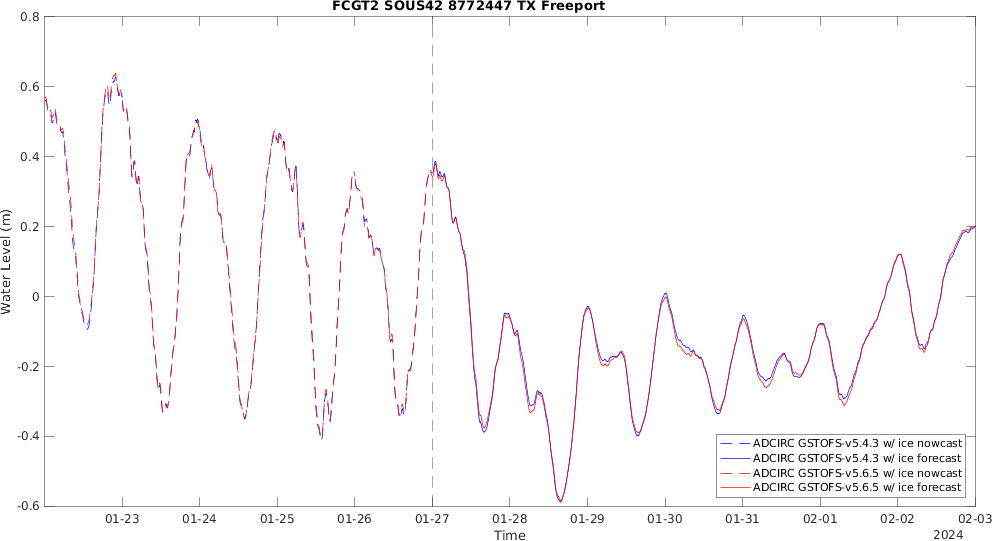 FCGT2 SOUS42 8772447 TX Freeport
0.8
0.6
0.4
0.2
0
-0.2
-0.4
-0.6
Water Level (m)
ADCIRC GSTOFS-v5.4.3 w/ ice nowcast
ADCIRC GSTOFS-v5.4.3 w/ ice forecast
ADCIRC GSTOFS-v5.6.5 w/ ice nowcast
ADCIRC GSTOFS-v5.6.5 w/ ice forecast
01-23 01-24 01-25 01-26 01-27 01-28 01-29 01-30 01-31 02-01 02-02 02-03
Time
2024